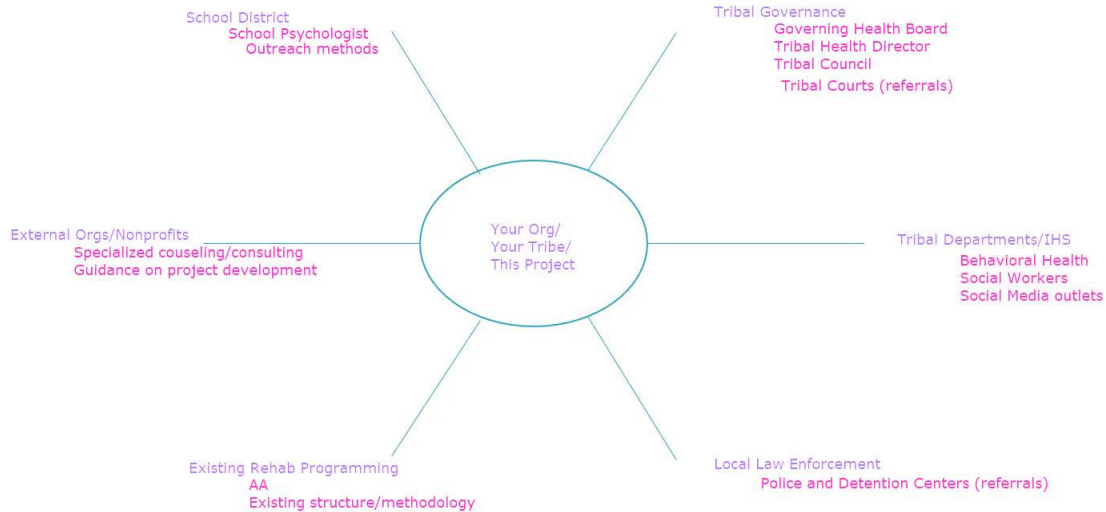 School District
School Psychologist
Outreach methods
Tribal Governance
Governing Health Board
Tribal Health Director
Tribal Council
Tribal Courts (referrals)
External Orgs/Nonprofits
Specialized couseling/consulting
Guidance on project development
Your Org/
Your Tribe/
This Project
Tribal Departments/IHS
Behavioral Health
Social Workers
Social Media outlets
Existing Rehab Programming
AA
Existing structure/methodology
Local Law Enforcement
Police and Detention Centers (referrals)